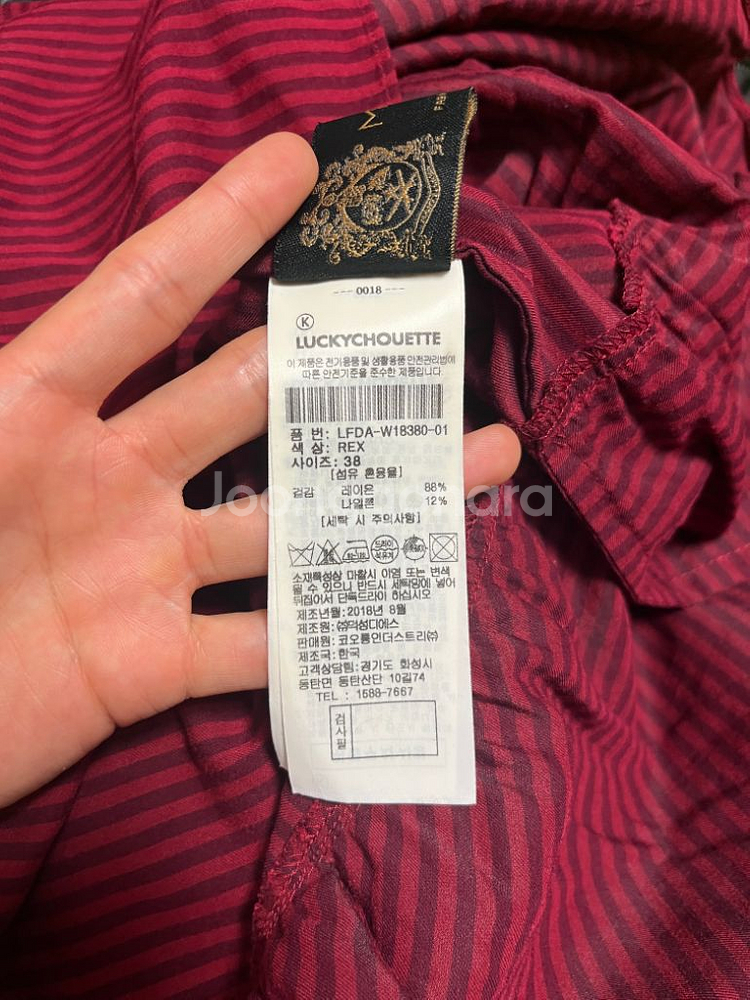 M
--- 0018 ---
K
LUCKYCHOUETTE
이 제품은 전기용품 및 생활용품 안전관리법에
따른 안전기준을 준수한 제품입니다.
품 번: LFDA-W18380-01
색 상: REX
사이즈: 38
[섬유 혼용율]
겉감 레이온 88%
나일론 12%
[세탁 시 주의사항]
드라이
석유계
소재특성상 마찰시 이염 또는 변색
될 수 있으니 반드시 세탁망에 넣어
뒤집어서 단독드라이 하십시오
제조년월:2018년 8월
제조원: ㈜덕성디에스
판매원: 코오롱인더스트리㈜
제조국: 한국
고객상담팀: 경기도 화성시
동탄면 동탄산단 10길74
TEL : 1588-7667
검사필